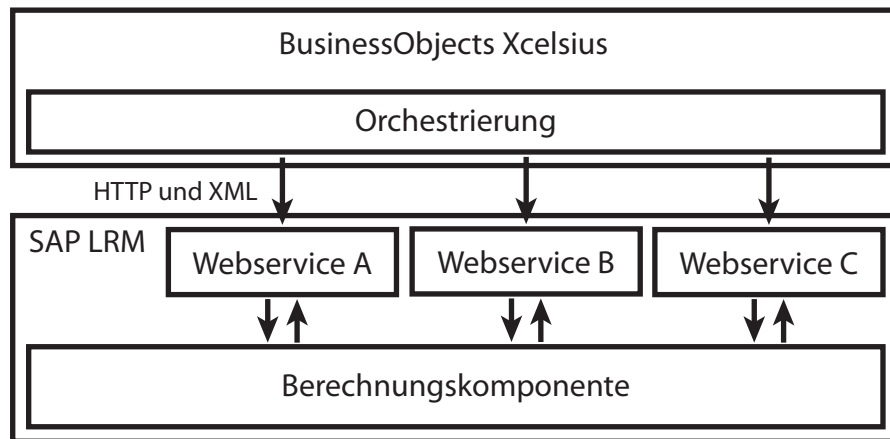 BusinessObjects Xcelsius
Orchestrierung
HTTP und XML
SAP LRM
Webservice A
Webservice B
Webservice C
Berechnungskomponente